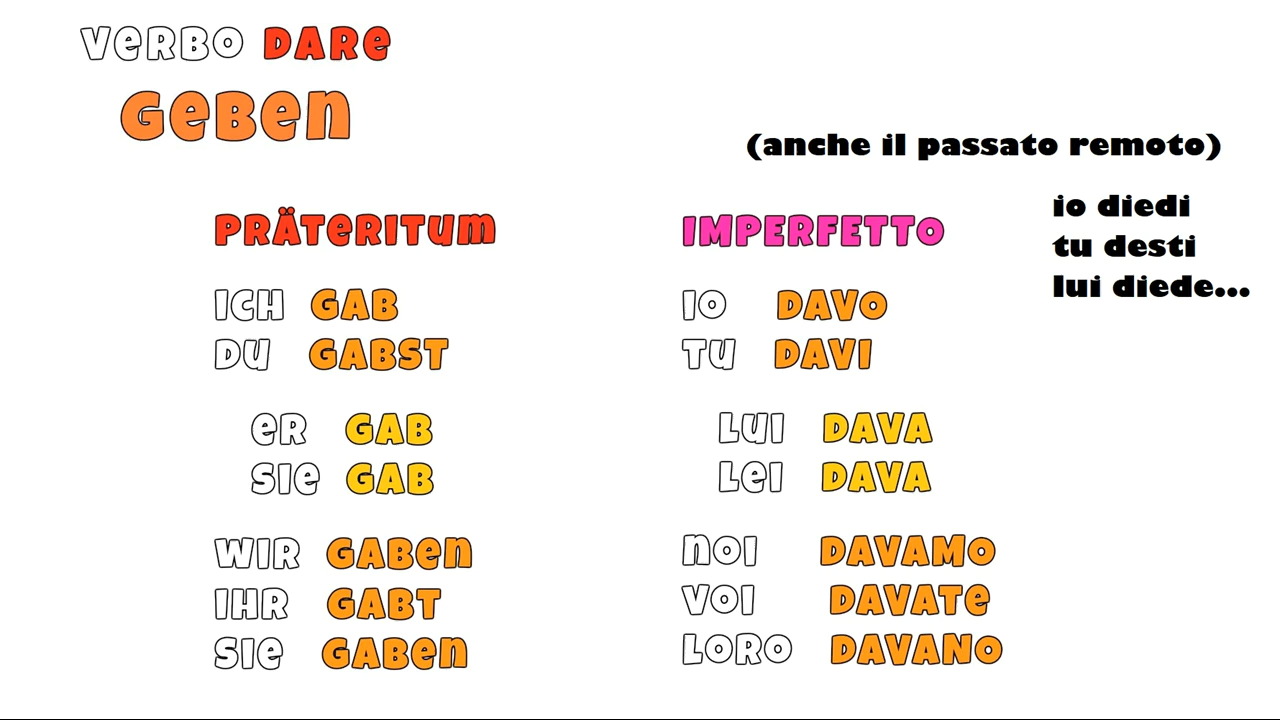 VERBO DARE
GEBEN
(anche il passato remoto)
io diedi
tu desti
lui diede...
PRÄTERITUM
ICH GAB
DU GABST
ER GAB
SIE GAB
WIR GABEN
IHR GABT
SIE GABEN
IMPERFETTO
IO DAVO
TU DAVI
LUI DAVA
LEI DAVA
NOI DAVAMO
VOI DAVATE
LORO DAVANO